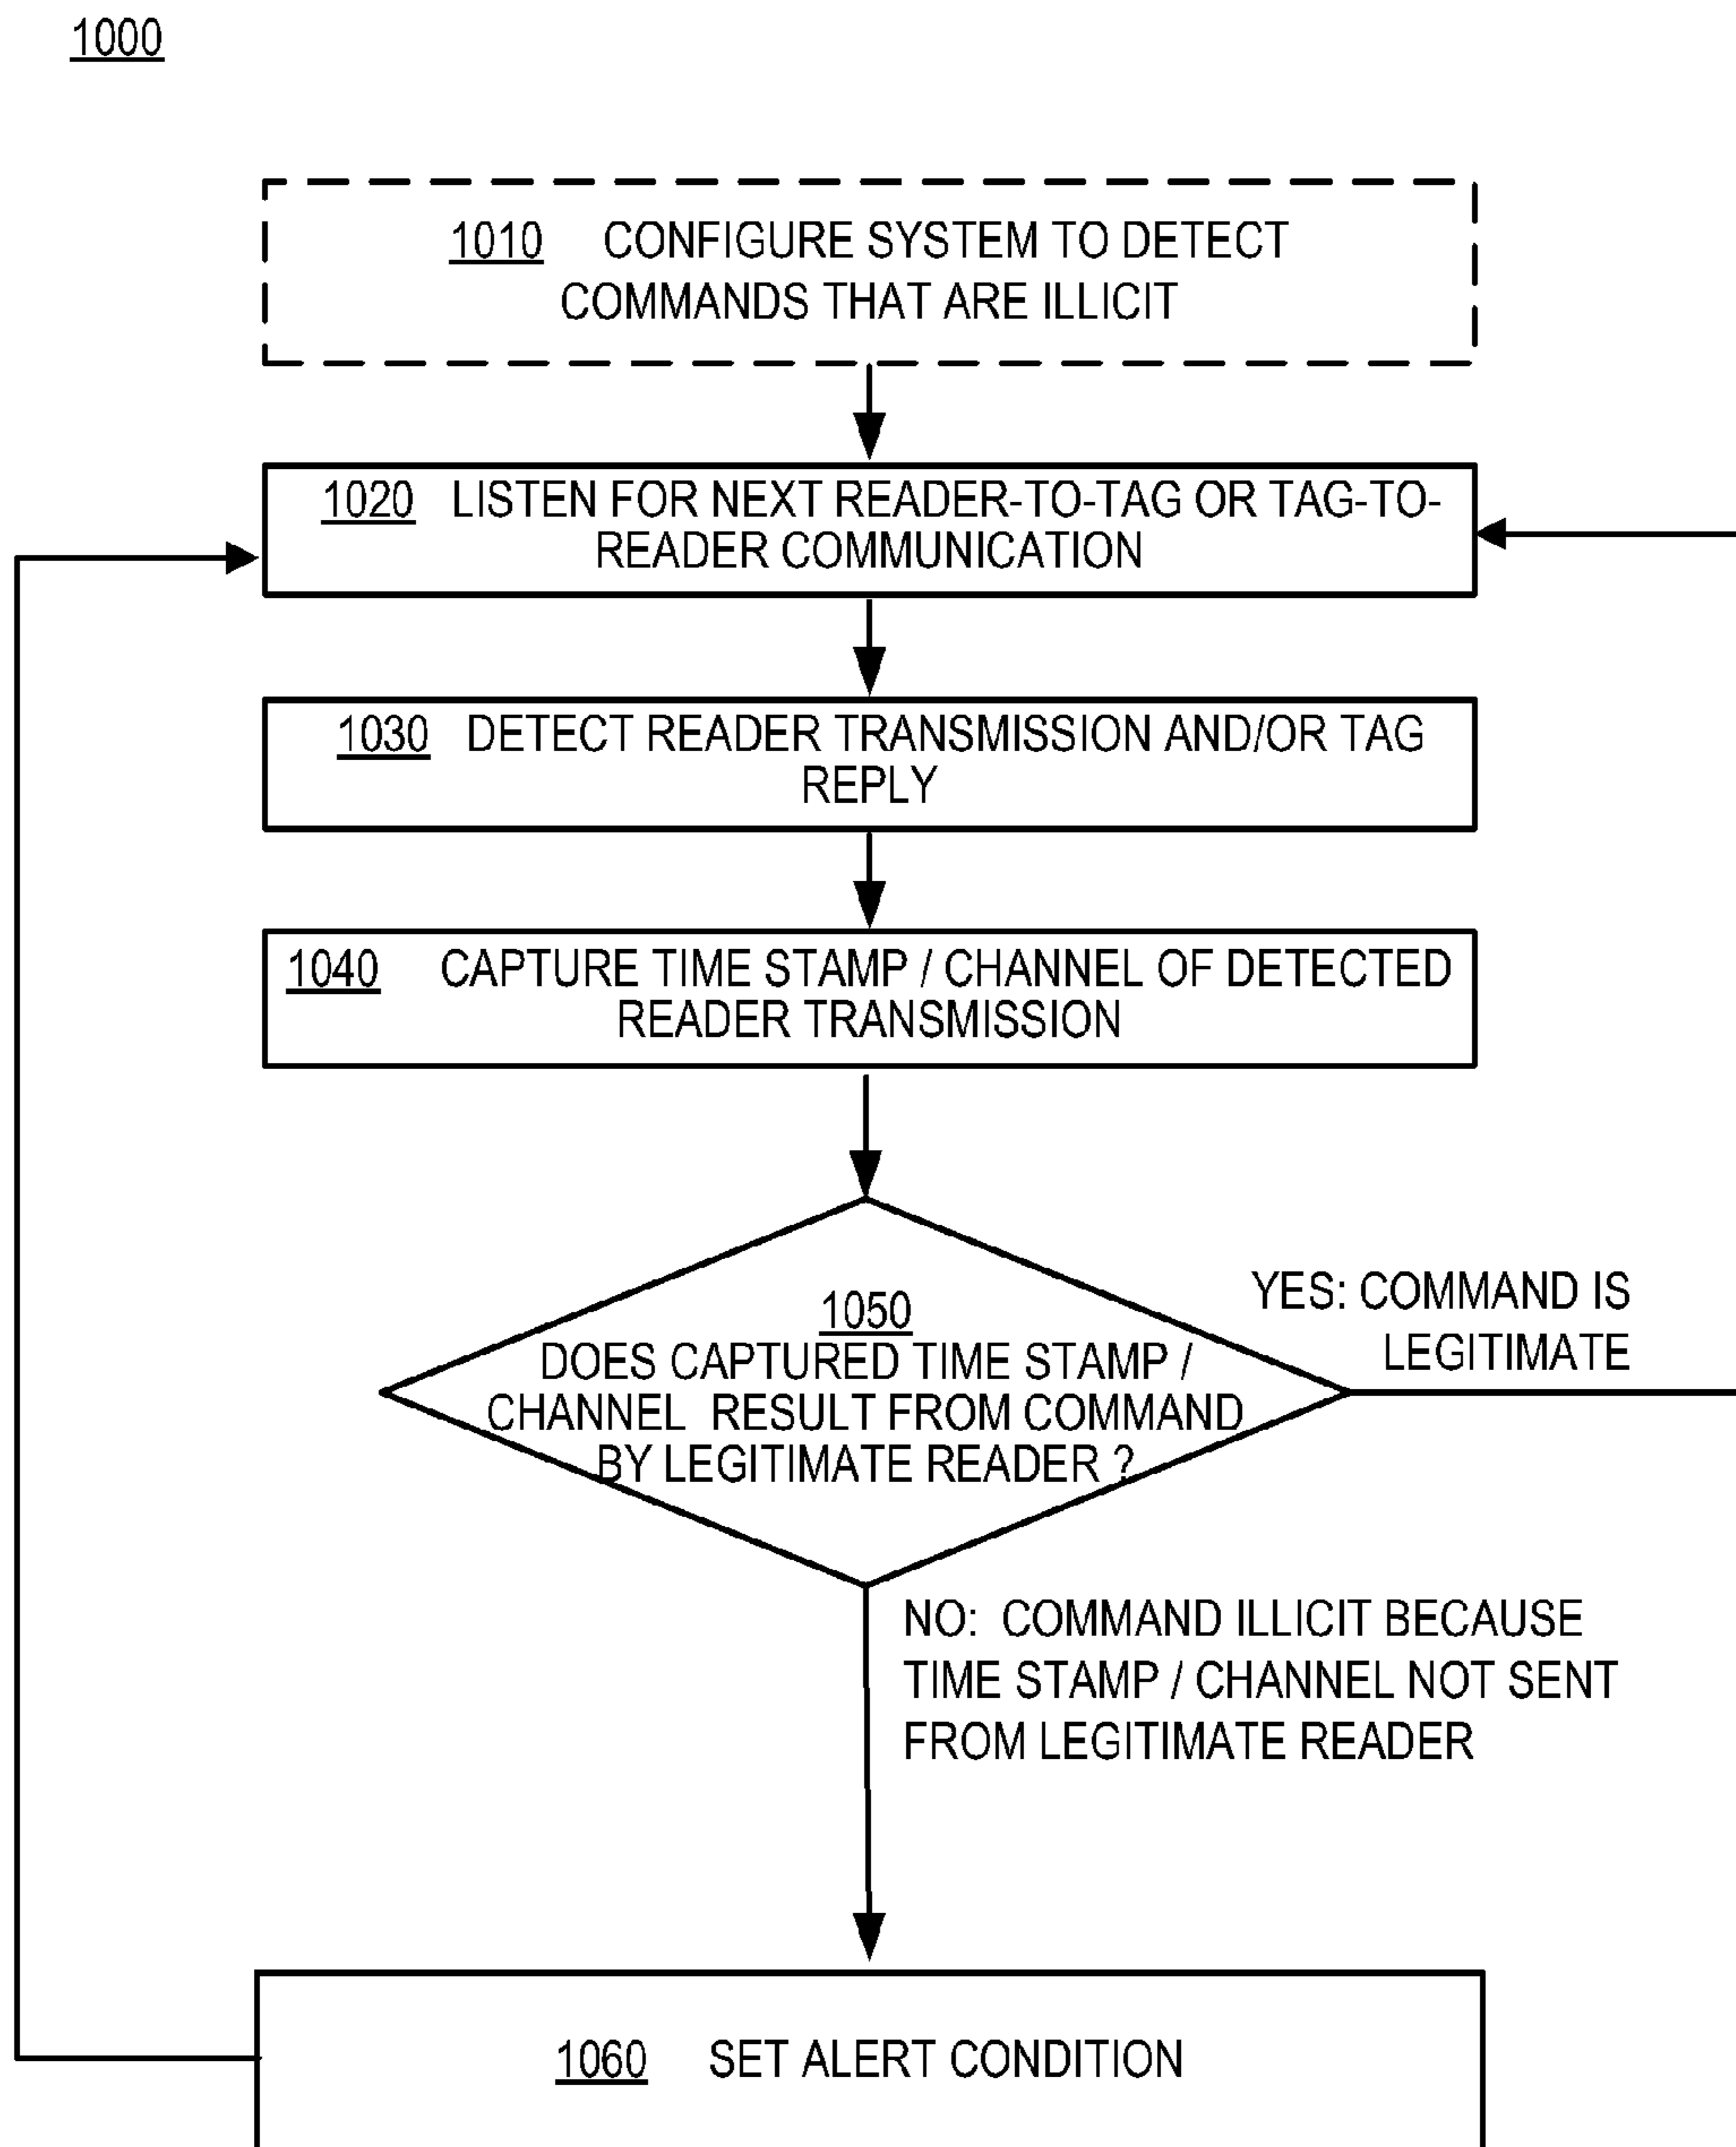 1000
1010 CONFIGURE SYSTEM TO DETECT
COMMANDS THAT ARE ILLICIT
1020 LISTEN FOR NEXT READER-TO-TAG OR TAG-TO-
READER COMMUNICATION
1030 DETECT READER TRANSMISSION AND/OR TAG
REPLY
1040 CAPTURE TIME STAMP / CHANNEL OF DETECTED
READER TRANSMISSION
1050
DOES CAPTURED TIME STAMP /
CHANNEL RESULT FROM COMMAND
BY LEGITIMATE READER ?
YES: COMMAND IS
LEGITIMATE
NO: COMMAND ILLICIT BECAUSE
TIME STAMP / CHANNEL NOT SENT
FROM LEGITIMATE READER
1060 SET ALERT CONDITION